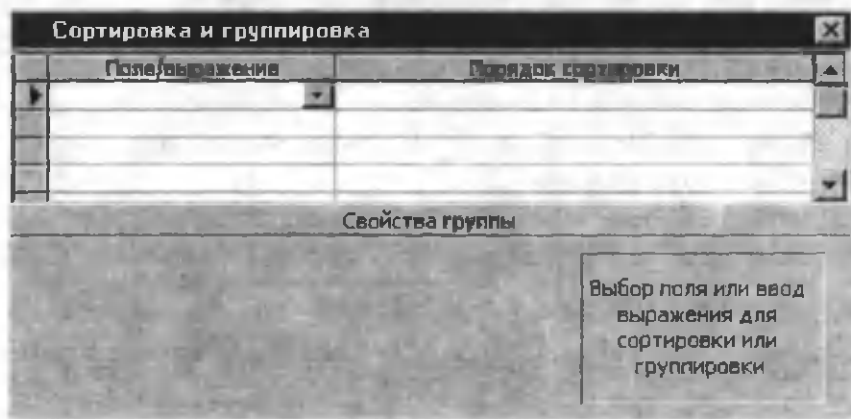 Сортировка и группировка
Поле/выражение
Порядок сортировки
Свойства группы
Выбор поля или ввод
выражения для
сортировки или
группировки